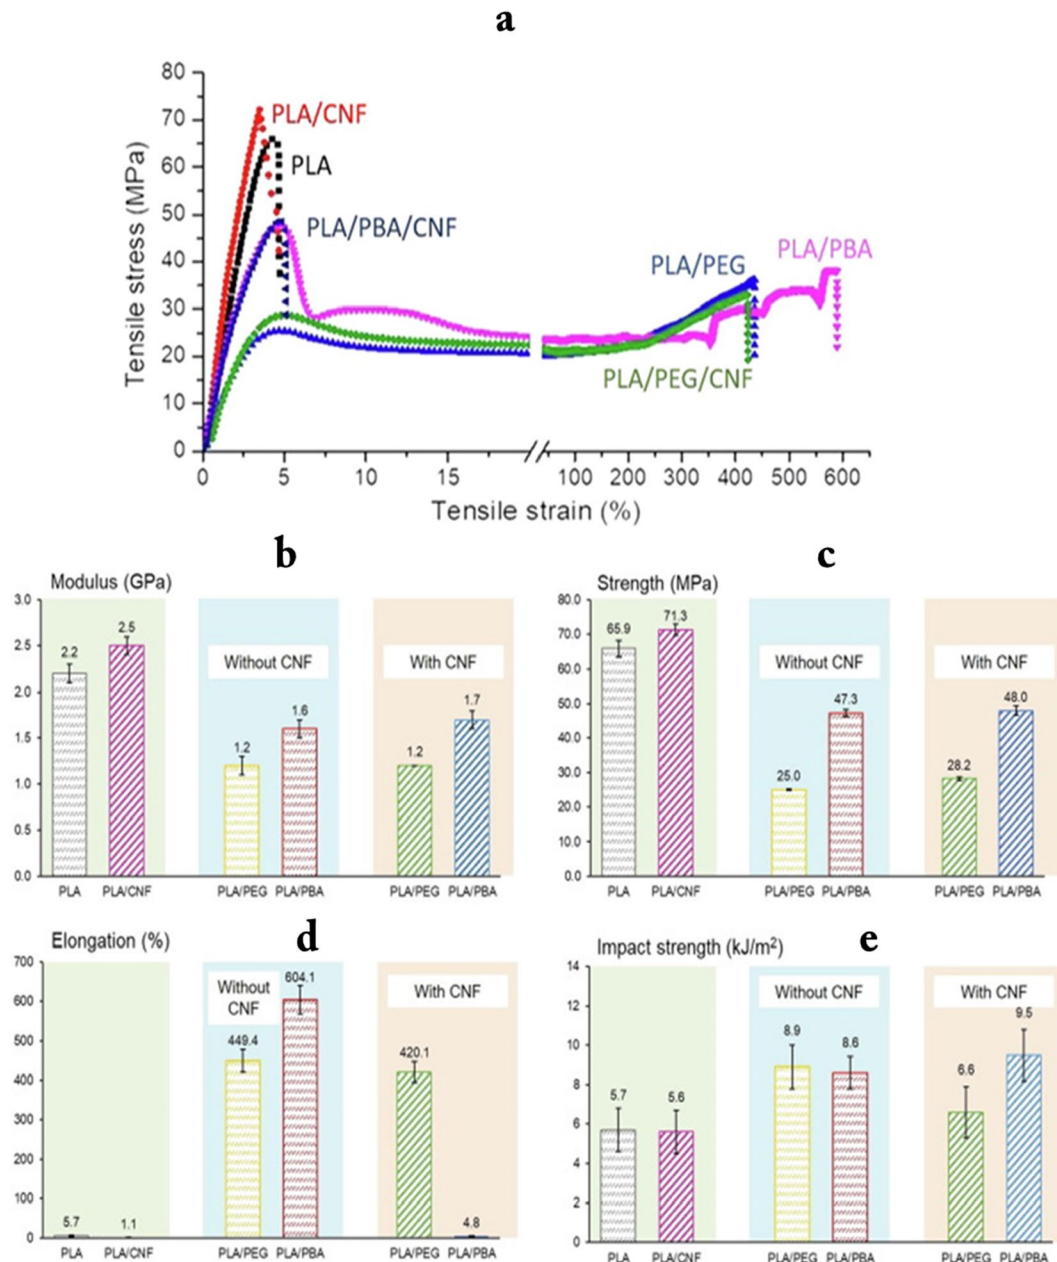 a
Tensile stress (MPa)
80
70
60
50
40
30
20
10
0
PLA/CNF
PLA
PLA/PBA/CNF
PLA/PEG
PLA/PBA
PLA/PEG/CNF
0 5 10 15 100 200 300 400 500 600
Tensile strain (%)
b
Modulus (GPa)
3.0
2.5
2.0
1.5
1.0
0.5
0.0
2.2
2.5
Without CNF
1.2
1.6
With CNF
1.2
1.7
PLA PLA/CNF PLA/PEG PLA/PBA PLA/PEG PLA/PBA
c
Strength (MPa)
80.0
70.0
60.0
50.0
40.0
30.0
20.0
10.0
0.0
65.9
71.3
Without CNF
25.0
47.3
With CNF
28.2
48.0
PLA PLA/CNF PLA/PEG PLA/PBA PLA/PEG PLA/PBA
d
Elongation (%)
700
600
500
400
300
200
100
0
5.7
1.1
Without
CNF
449.4
604.1
With CNF
420.1
4.8
PLA PLA/CNF PLA/PEG PLA/PBA PLA/PEG PLA/PBA
e
Impact strength (kJ/m²)
14
12
10
8
6
4
2
0
5.7
5.6
Without CNF
8.9
8.6
With CNF
6.6
9.5
PLA PLA/CNF PLA/PEG PLA/PBA PLA/PEG PLA/PBA